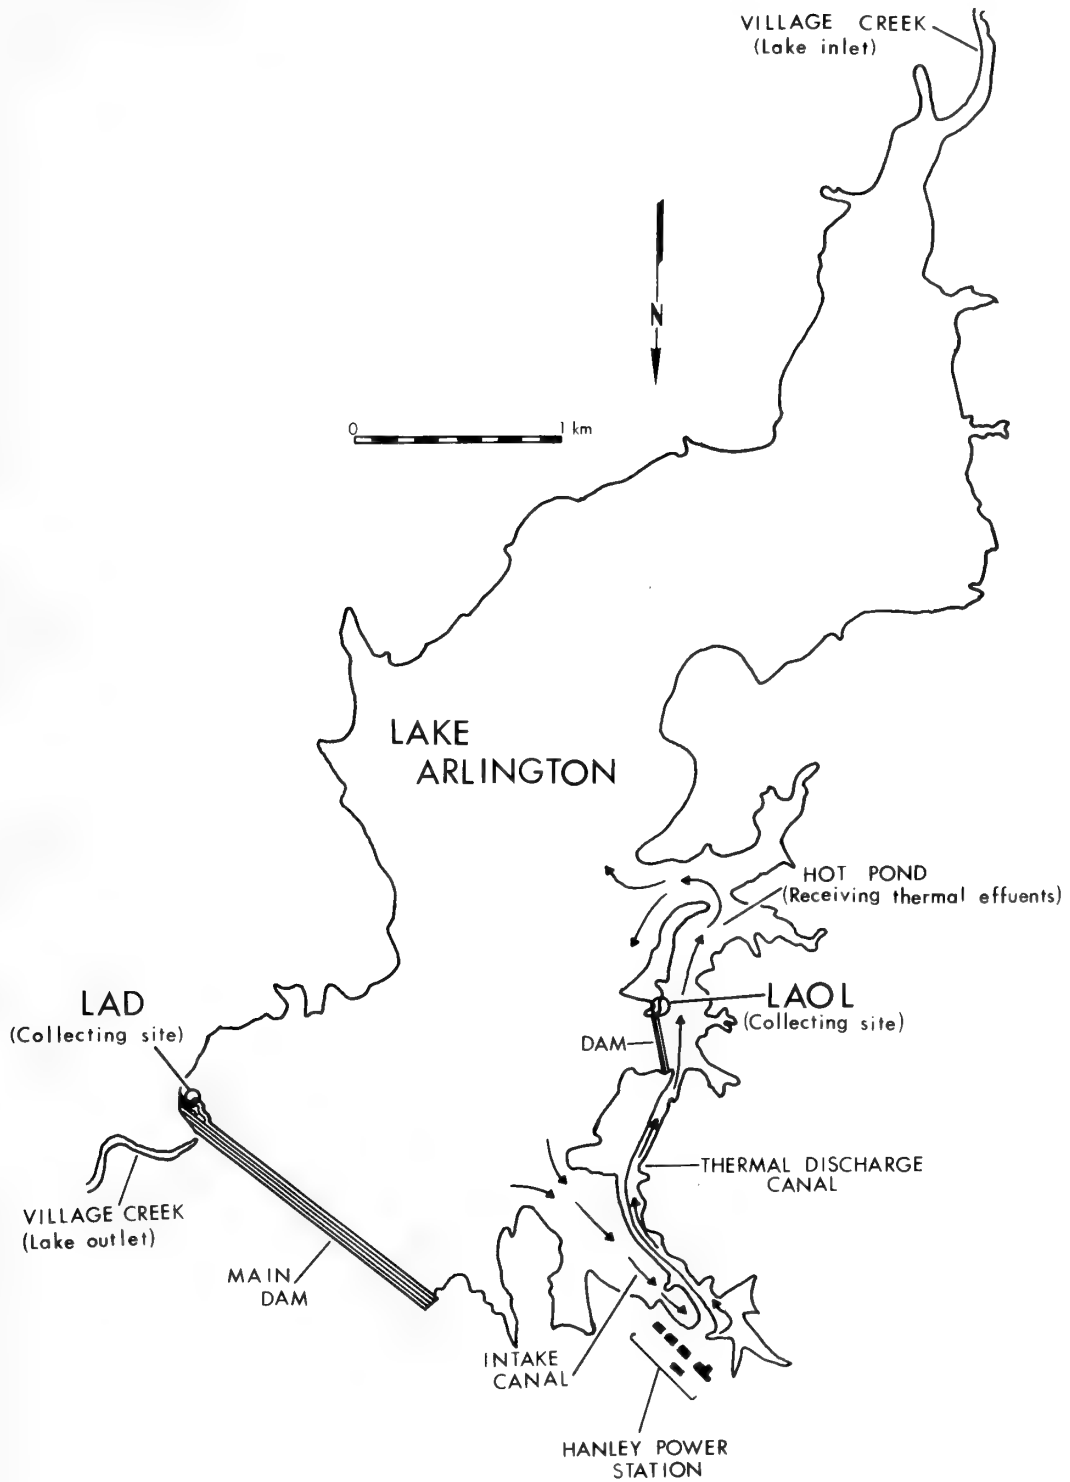 VILLAGE CREEK
(Lake inlet)
N
0 1 km
LAKE
ARLINGTON
HOT POND
(Receiving thermal effuents)
LAD
(Collecting site)
LAOL
(Collecting site)
DAM
THERMAL DISCHARGE
CANAL
VILLAGE CREEK
(Lake outlet)
MAIN
DAM
INTAKE
CANAL
HANLEY POWER
STATION